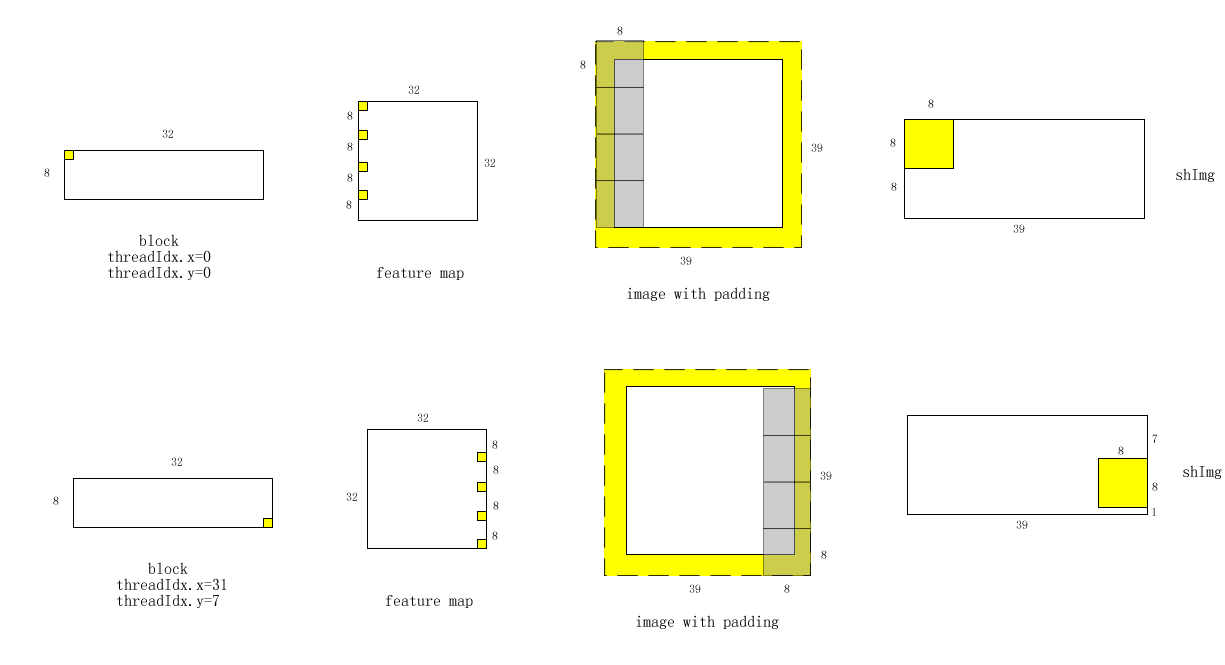 8
8
32
8
32
8
8
8
8
32
39
39
8
8
8
39
shImg
block
threadIdx.x=0
threadIdx.y=0
feature map
image with padding
32
8
32
32
8
8
8
8
39
8
39
8
7
8
8
1
39
shImg
block
threadIdx.x=31
threadIdx.y=7
feature map
image with padding